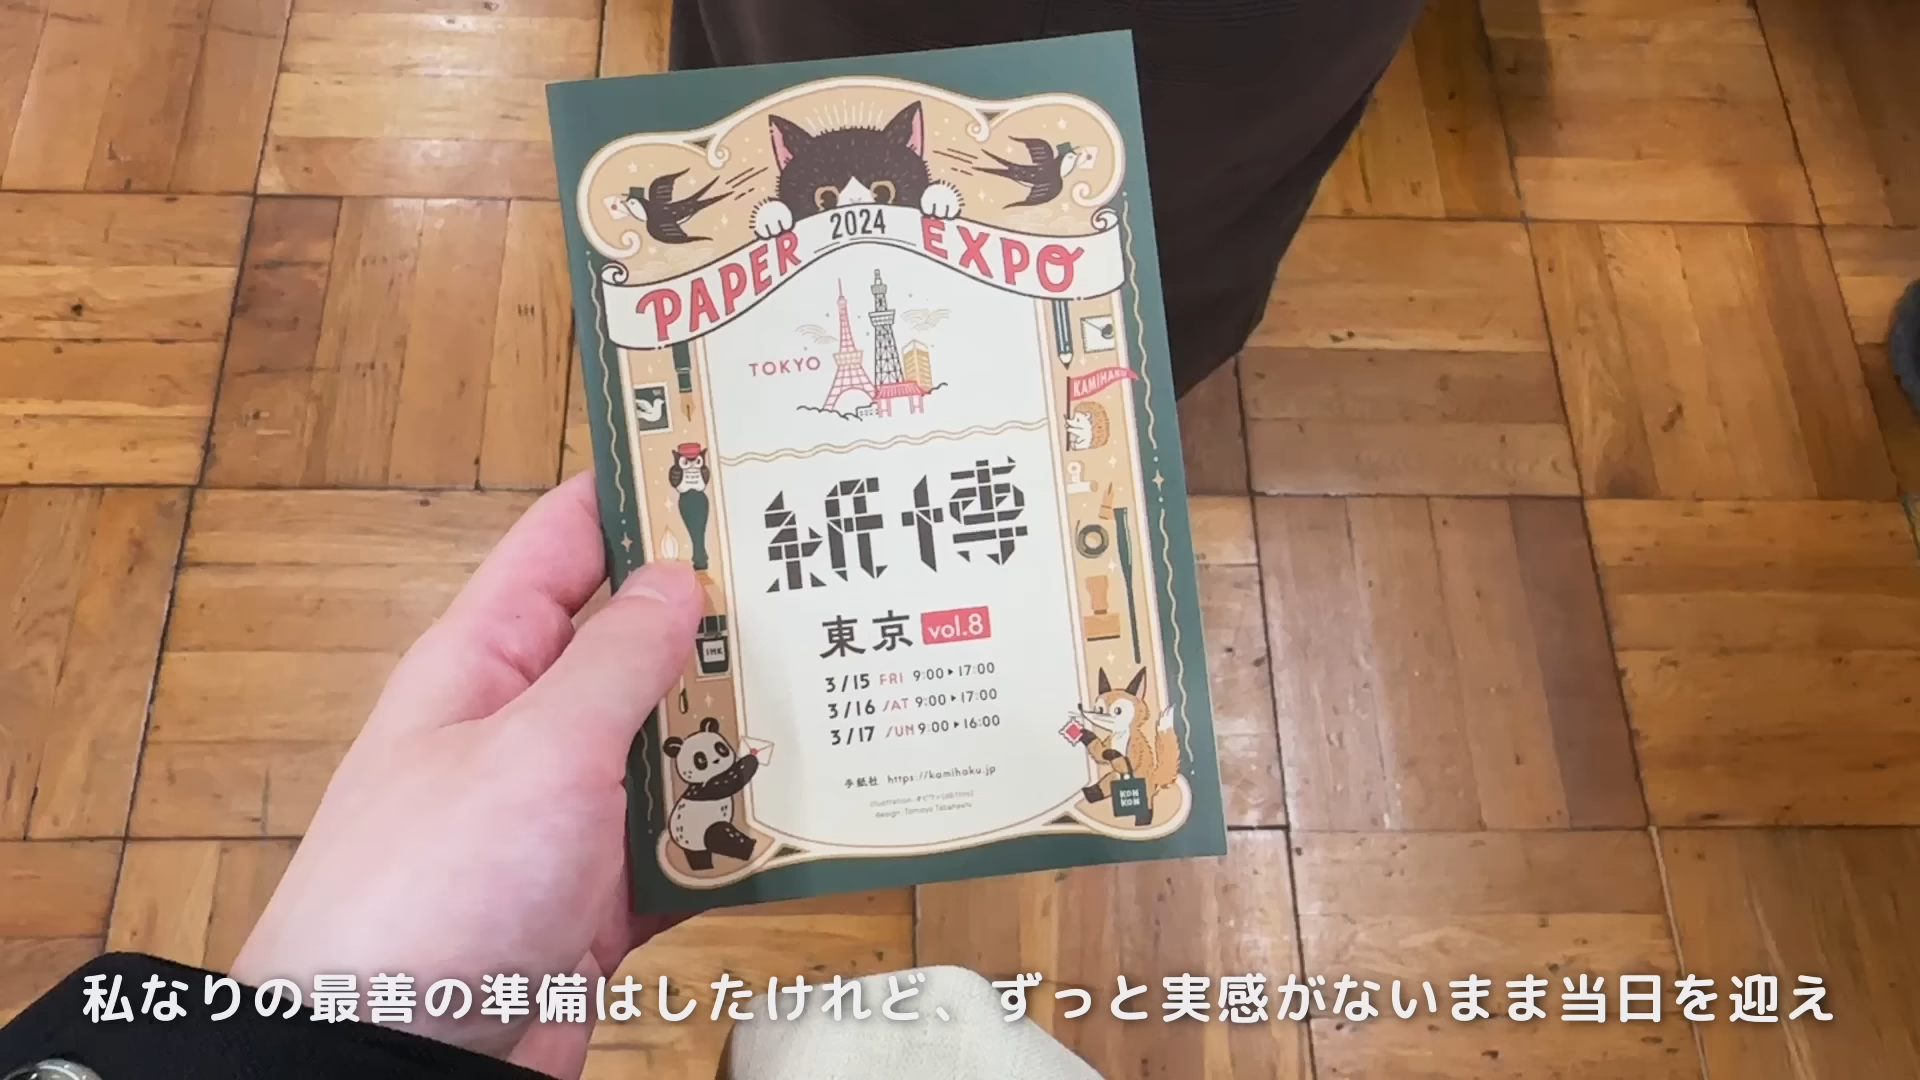 2024
PAPER EXPO
TOKYO
KAMIHAKU
紙博
東京 vol.8
3/15 FRI 9:00▸17:00
3/16 SAT 9:00▸17:00
3/17 SUN 9:00▸16:00
INK
手紙社 https://kamihaku.jp
KON
KON
私なりの最善の準備はしたけれど、ずっと実感がないまま当日を迎え